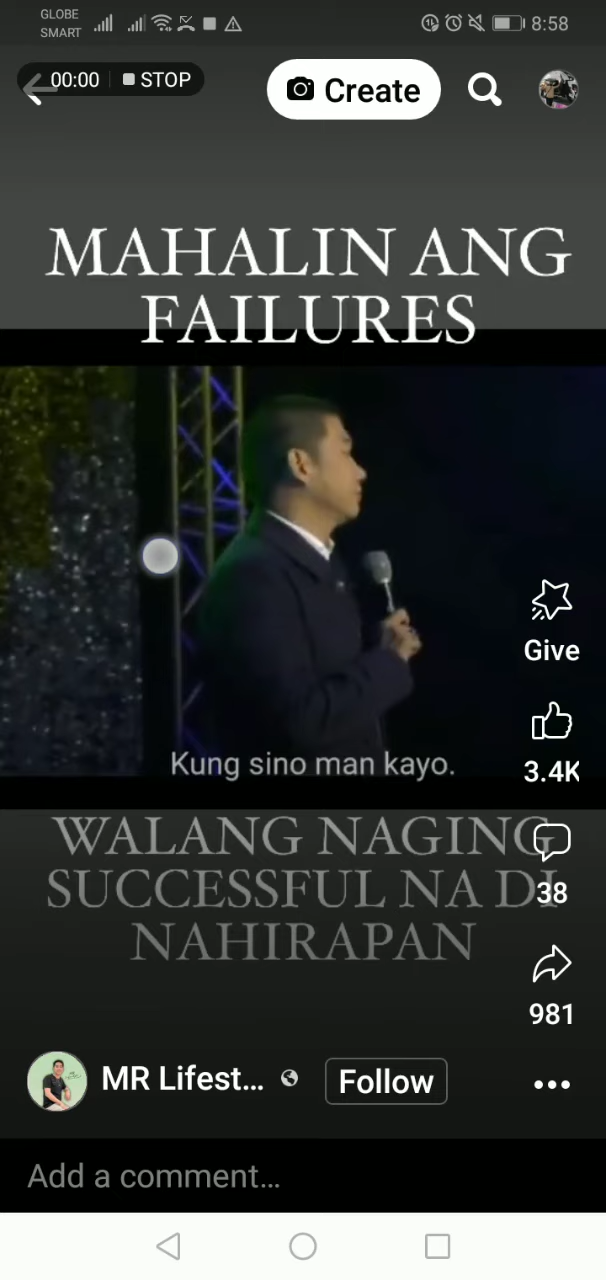 GLOBE
SMART
8:58
00:00
STOP
Create
MAHALIN ANG
FAILURES
Kung sino man kayo.
Give
3.4K
WALANG NAGING
SUCCESSFUL NA DI
NAHIRAPAN
38
981
MR Lifest...
Follow
Add a comment...